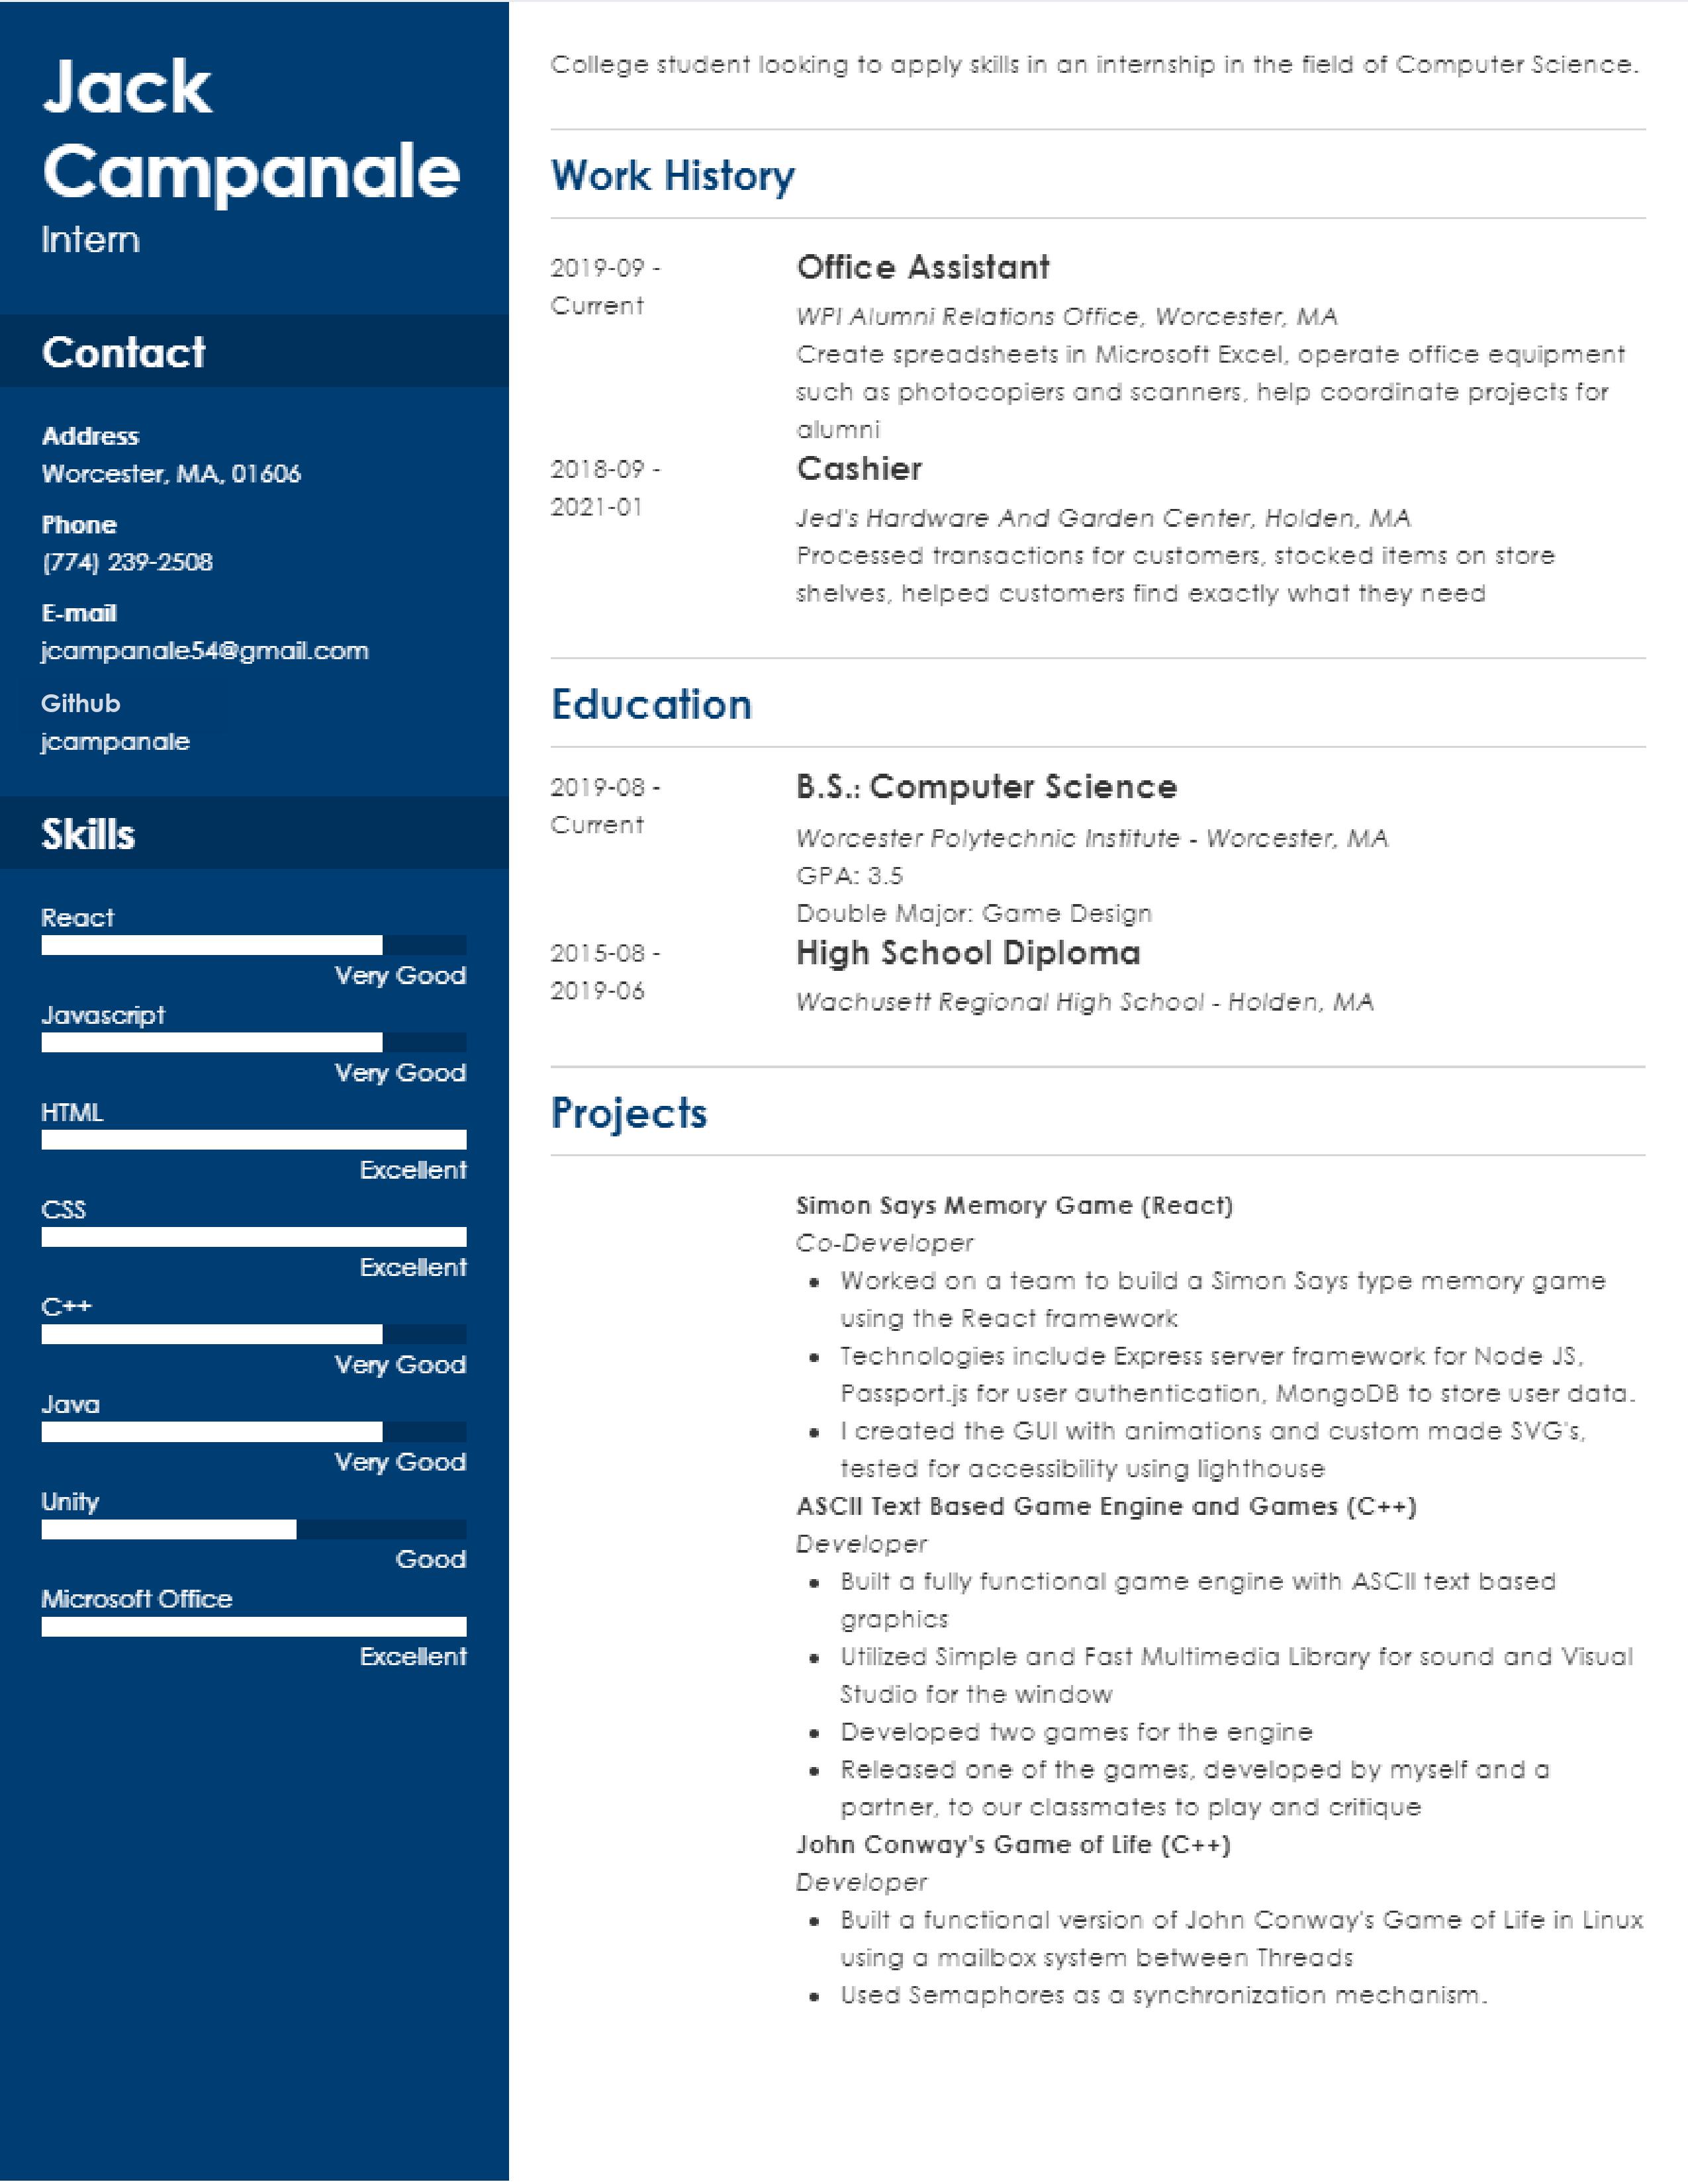 Jack
Campanale
Intern
Contact
Address
Worcester, MA, 01606
Phone
(774) 239-2508
E-mail
jcampanale54@gmail.com
Github
jcampanale
Skills
React
Very Good
Javascript
Very Good
HTML
Excellent
CSS
Excellent
C++
Very Good
Java
Very Good
Unity
Good
Microsoft Office
Excellent
College student looking to apply skills in an internship in the field of Computer Science.
Work History
2019-09 -
Current
Office Assistant
WPI Alumni Relations Office, Worcester, MA
Create spreadsheets in Microsoft Excel, operate office equipment
such as photocopiers and scanners, help coordinate projects for
alumni
2018-09 -
2021-01
Cashier
Jed's Hardware And Garden Center, Holden, MA
Processed transactions for customers, stocked items on store
shelves, helped customers find exactly what they need
Education
2019-08 -
Current
B.S.: Computer Science
Worcester Polytechnic Institute - Worcester, MA
GPA: 3.5
Double Major: Game Design
2015-08 -
2019-06
High School Diploma
Wachusett Regional High School - Holden, MA
Projects
Simon Says Memory Game (React)
Co-Developer
• Worked on a team to build a Simon Says type memory game
using the React framework
• Technologies include Express server framework for Node JS,
Passport.js for user authentication, MongoDB to store user data.
• I created the GUI with animations and custom made SVG's,
tested for accessibility using lighthouse
ASCII Text Based Game Engine and Games (C++)
Developer
• Built a fully functional game engine with ASCII text based
graphics
• Utilized Simple and Fast Multimedia Library for sound and Visual
Studio for the window
• Developed two games for the engine
• Released one of the games, developed by myself and a
partner, to our classmates to play and critique
John Conway's Game of Life (C++)
Developer
• Built a functional version of John Conway's Game of Life in Linux
using a mailbox system between Threads
• Used Semaphores as a synchronization mechanism.